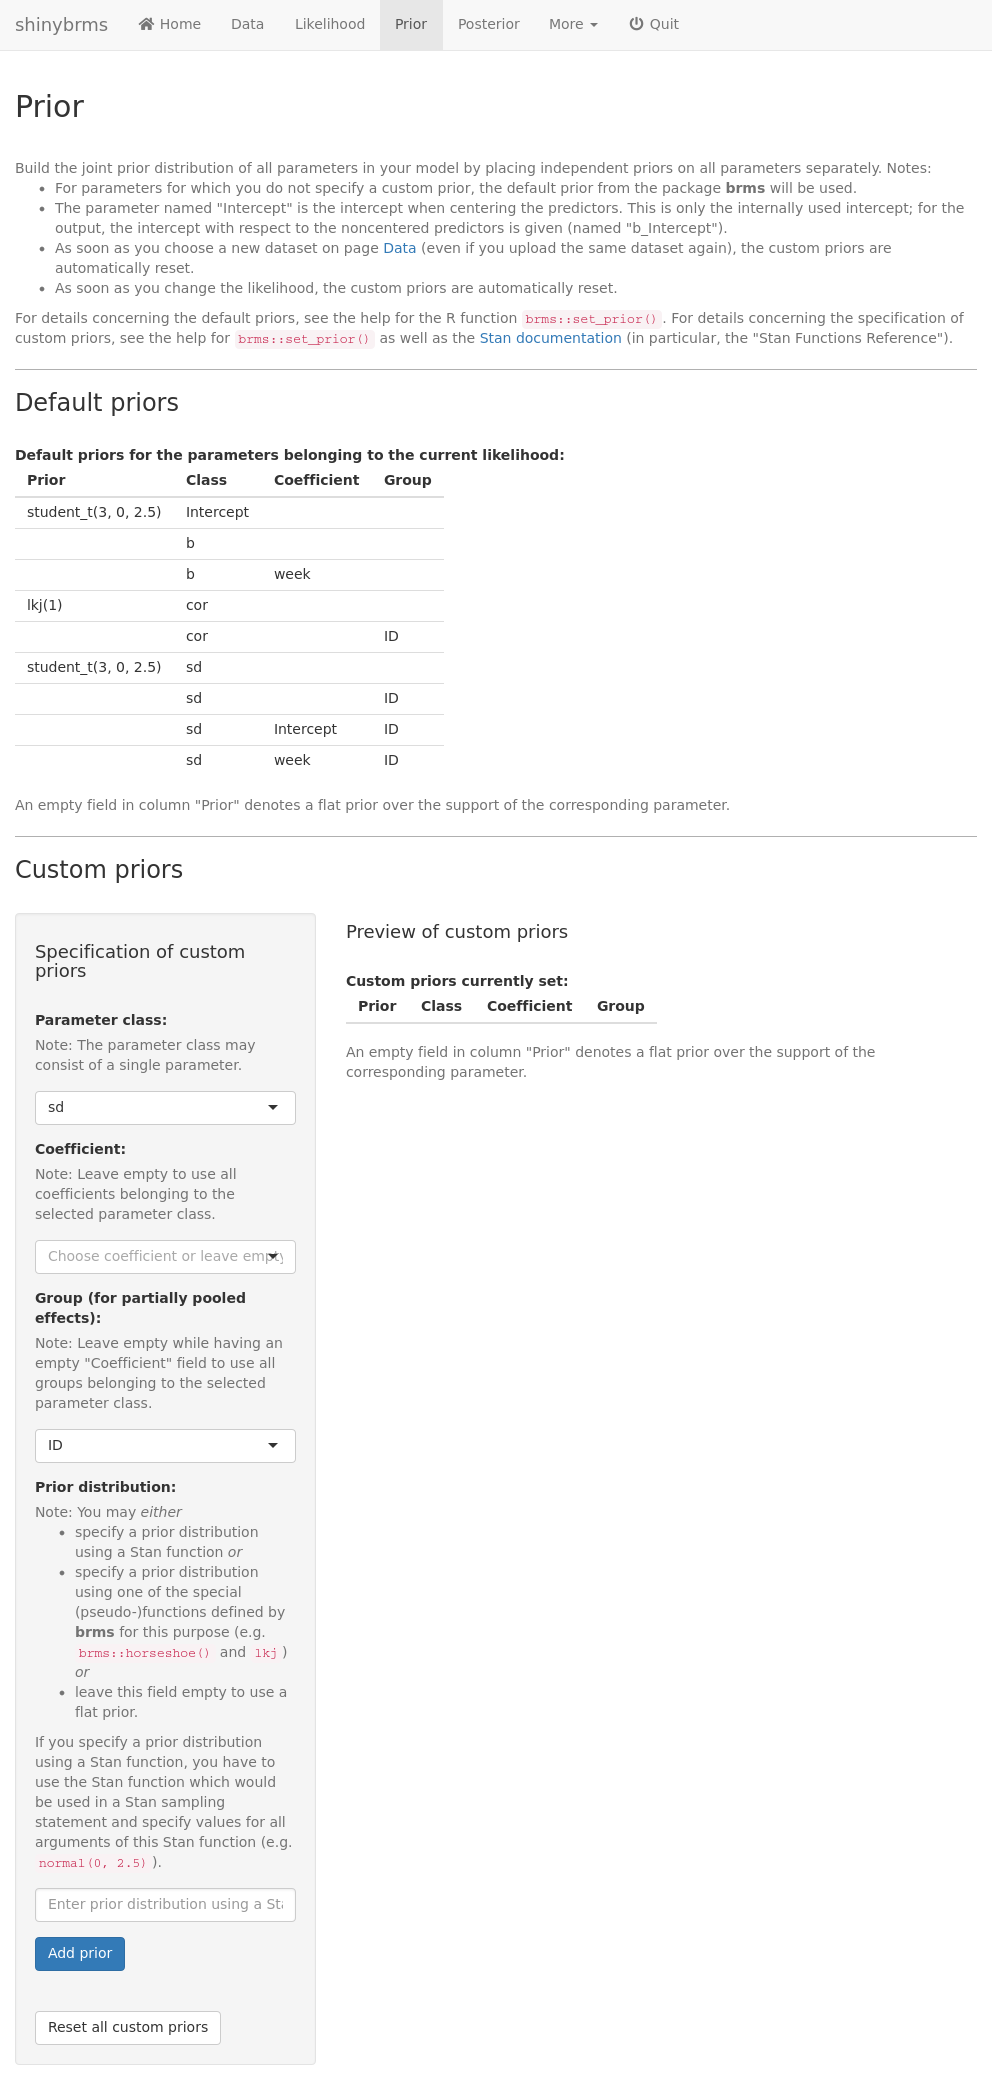 shinybrms Home Data Likelihood Prior Posterior More Quit
Prior
Build the joint prior distribution of all parameters in your model by placing independent priors on all parameters separately. Notes:
• For parameters for which you do not specify a custom prior, the default prior from the package brms will be used.
• The parameter named "Intercept" is the intercept when centering the predictors. This is only the internally used intercept; for the
output, the intercept with respect to the noncentered predictors is given (named "b_Intercept").
• As soon as you choose a new dataset on page Data (even if you upload the same dataset again), the custom priors are
automatically reset.
• As soon as you change the likelihood, the custom priors are automatically reset.
For details concerning the default priors, see the help for the R function brms::set_prior(). For details concerning the specification of
custom priors, see the help for brms::set_prior() as well as the Stan documentation (in particular, the "Stan Functions Reference").
Default priors
Default priors for the parameters belonging to the current likelihood:
Prior Class Coefficient Group
student_t(3, 0, 2.5) Intercept
b
b week
lkj(1) cor
cor ID
student_t(3, 0, 2.5) sd
sd ID
sd Intercept ID
sd week ID
An empty field in column "Prior" denotes a flat prior over the support of the corresponding parameter.
Custom priors
Specification of custom
priors
Parameter class:
Note: The parameter class may
consist of a single parameter.
sd
Coefficient:
Note: Leave empty to use all
coefficients belonging to the
selected parameter class.
Choose coefficient or leave empty
Group (for partially pooled
effects):
Note: Leave empty while having an
empty "Coefficient" field to use all
groups belonging to the selected
parameter class.
ID
Prior distribution:
Note: You may either
• specify a prior distribution
using a Stan function or
• specify a prior distribution
using one of the special
(pseudo-)functions defined by
brms for this purpose (e.g.
brms::horseshoe() and lkj)
or
• leave this field empty to use a
flat prior.
If you specify a prior distribution
using a Stan function, you have to
use the Stan function which would
be used in a Stan sampling
statement and specify values for all
arguments of this Stan function (e.g.
normal(0, 2.5)).
Enter prior distribution using a Sta
Add prior
Reset all custom priors
Preview of custom priors
Custom priors currently set:
Prior Class Coefficient Group
An empty field in column "Prior" denotes a flat prior over the support of the
corresponding parameter.